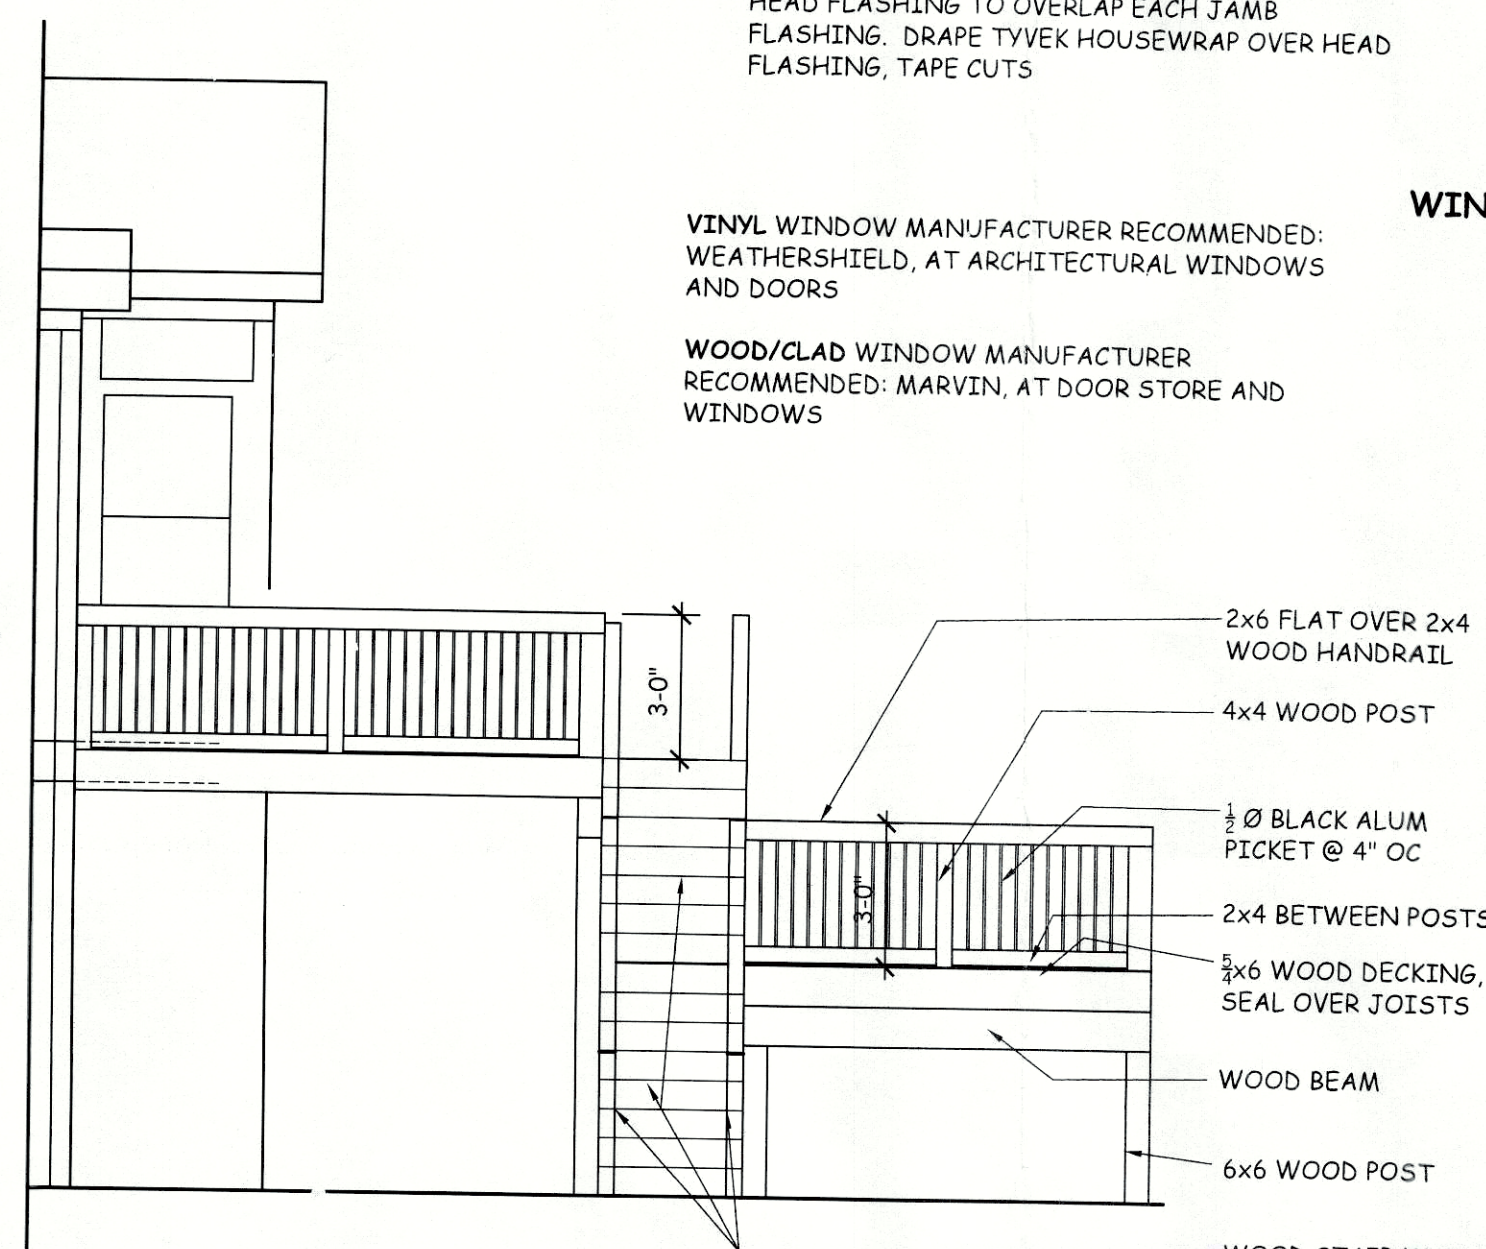 HEAD FLASHING TO OVERLAP EACH JAMB
FLASHING. DRAPE TYVEK HOUSEWRAP OVER HEAD
FLASHING, TAPE CUTS
WIN
VINYL WINDOW MANUFACTURER RECOMMENDED:
WEATHERSHIELD, AT ARCHITECTURAL WINDOWS
AND DOORS
WOOD/CLAD WINDOW MANUFACTURER
RECOMMENDED: MARVIN, AT DOOR STORE AND
WINDOWS
3-0"
3-0"
2x6 FLAT OVER 2x4
WOOD HANDRAIL
4x4 WOOD POST
½ Ø BLACK ALUM
PICKET @ 4" OC
2x4 BETWEEN POSTS
5/4x6 WOOD DECKING,
SEAL OVER JOISTS
WOOD BEAM
6x6 WOOD POST